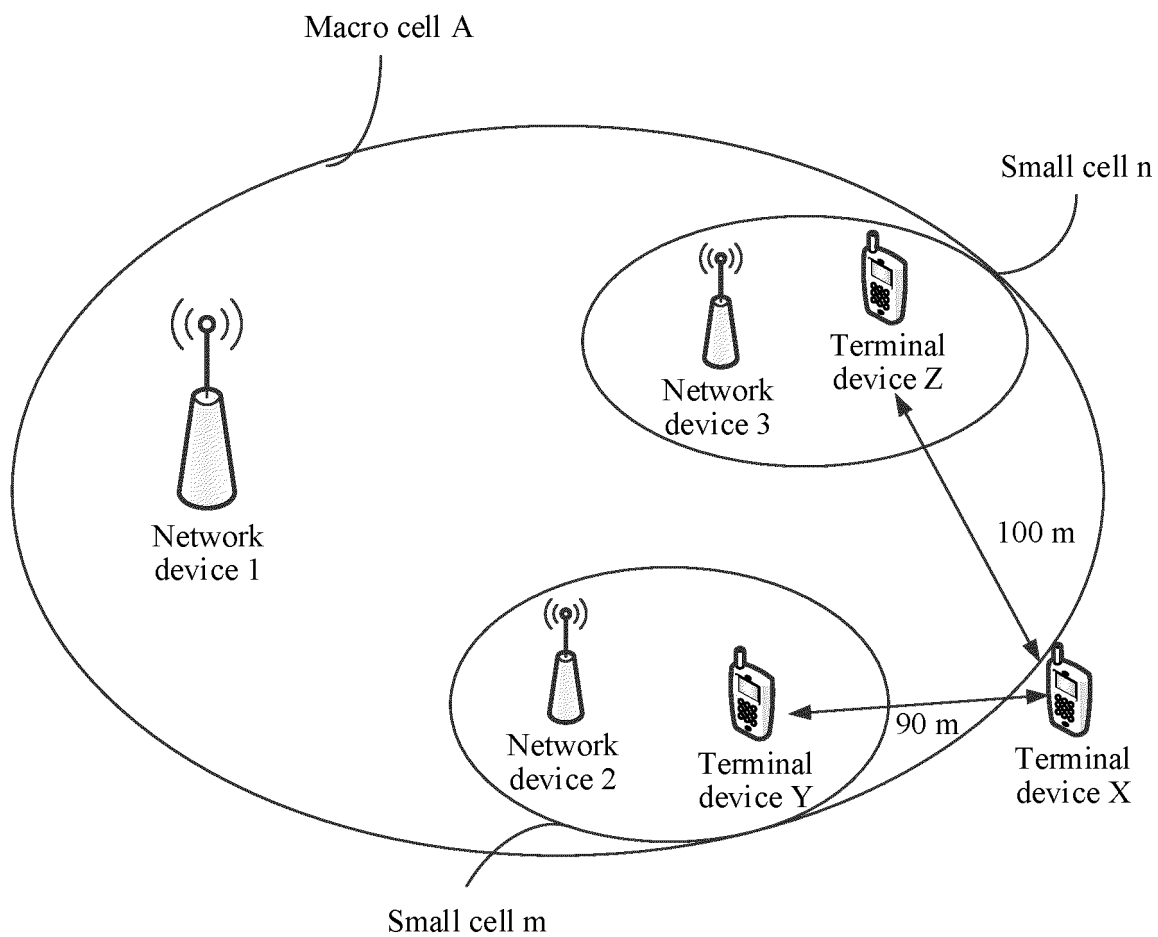 Macro cell A
Small cell n
Terminal
device Z
Network
device 3
Network
device 1
100 m
90 m
Network
device 2
Terminal
device Y
Terminal
device X
Small cell m